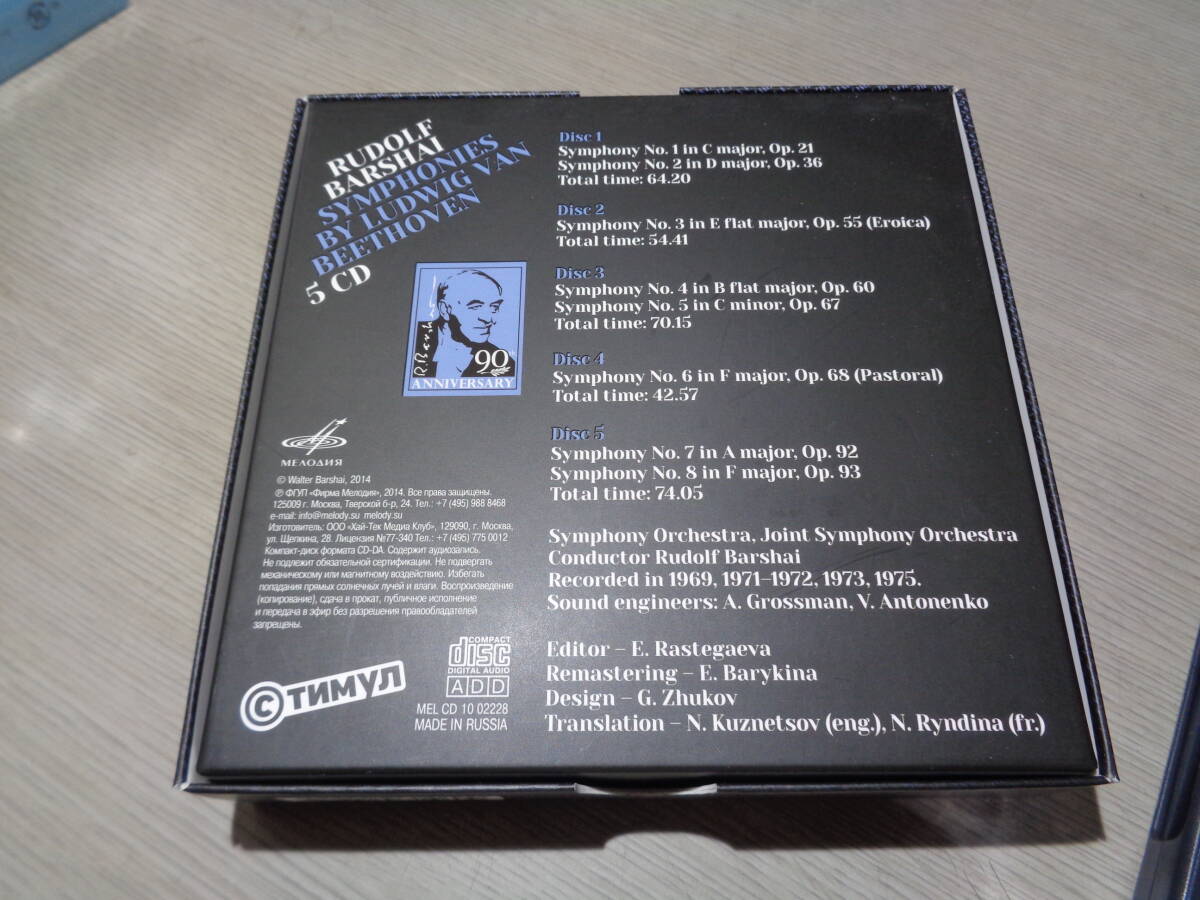 RUDOLF
BARSHAI
SYMPHONIES
BY LUDWIG VAN
BEETHOVEN
5 CD
R. Barshai
90
ANNIVERSARY
МЕЛОДИЯ
© Walter Barshai, 2014
℗ ФГУП «Фирма Мелодия», 2014. Все права защищены.
125009 г. Москва, Тверской б-р, 24. Тел.: +7 (495) 988 8468
e-mail: info@melody.su melody.su
Изготовитель: ООО «Хай-Тек Медиа Клуб», 129090, г. Москва,
ул. Щепкина, 28. Лицензия №77-340 Тел.: +7 (495) 775 0012
Компакт-диск формата CD-DA. Содержит аудиозапись.
Не подлежит обязательной сертификации. Не подвергать
механическому или магнитному воздействию. Избегать
попадания прямых солнечных лучей и влаги. Воспроизведение
(копирование), сдача в прокат, публичное исполнение
и передача в эфир без разрешения правообладателей
запрещены.
©ТИМУЛ
COMPACT
disc
DIGITAL AUDIO
ADD
MEL CD 10 02228
MADE IN RUSSIA
Disc 1
Symphony No. 1 in C major, Op. 21
Symphony No. 2 in D major, Op. 36
Total time: 64.20
Disc 2
Symphony No. 3 in E flat major, Op. 55 (Eroica)
Total time: 54.41
Disc 3
Symphony No. 4 in B flat major, Op. 60
Symphony No. 5 in C minor, Op. 67
Total time: 70.15
Disc 4
Symphony No. 6 in F major, Op. 68 (Pastoral)
Total time: 42.57
Disc 5
Symphony No. 7 in A major, Op. 92
Symphony No. 8 in F major, Op. 93
Total time: 74.05
Symphony Orchestra, Joint Symphony Orchestra
Conductor Rudolf Barshai
Recorded in 1969, 1971–1972, 1973, 1975.
Sound engineers: A. Grossman, V. Antonenko
Editor – E. Rastegaeva
Remastering – E. Barykina
Design – G. Zhukov
Translation – N. Kuznetsov (eng.), N. Ryndina (fr.)